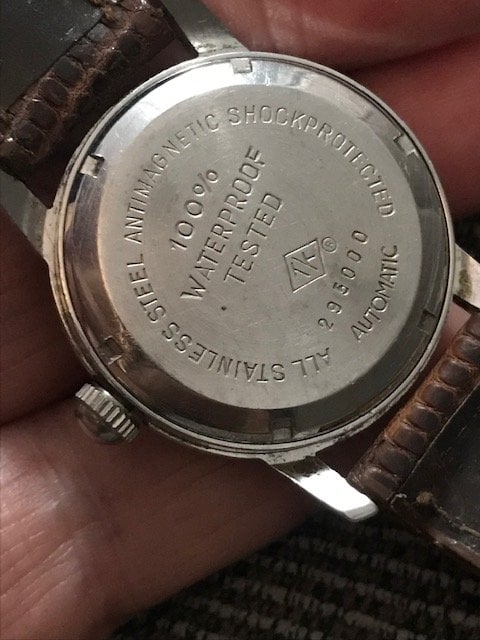 ALL STAINLESS STEEL ANTIMAGNETIC SHOCKPROTECTED
AUTOMATIC
100%
WATERPROOF
TESTED
®
295000